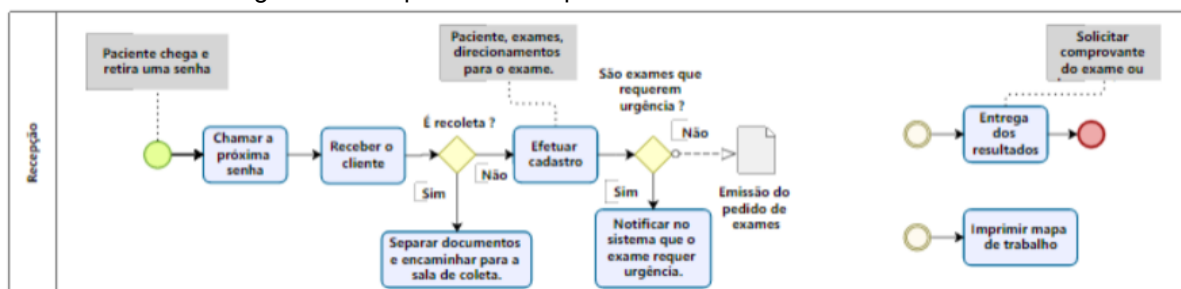 Recepção
Paciente chega e
retira uma senha
Chamar a
próxima
senha
Receber o
cliente
É recoleta ?
Sim
Não
Separar documentos
e encaminhar para a
sala de coleta.
Paciente, exames,
direcionamentos
para o exame.
Efetuar
cadastro
São exames que
requerem
urgência ?
Não
Sim
Notificar no
sistema que o
exame requer
urgência.
Emissão do
pedido de
exames
Solicitar
comprovante
do exame ou
Entrega
dos
resultados
Imprimir mapa
de trabalho